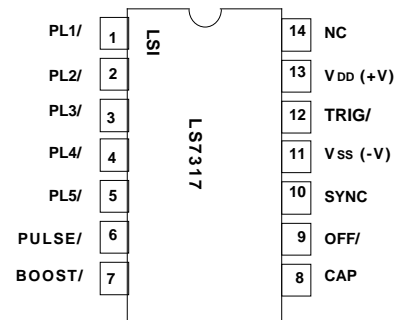 PL1/ 1 LSI 14 NC
PL2/ 2 13 VDD (+V)
PL3/ 3 12 TRIG/
LS7317
PL4/ 4 11 VSS (-V)
PL5/ 5 10 SYNC
PULSE/ 6 9 OFF/
BOOST/ 7 8 CAP